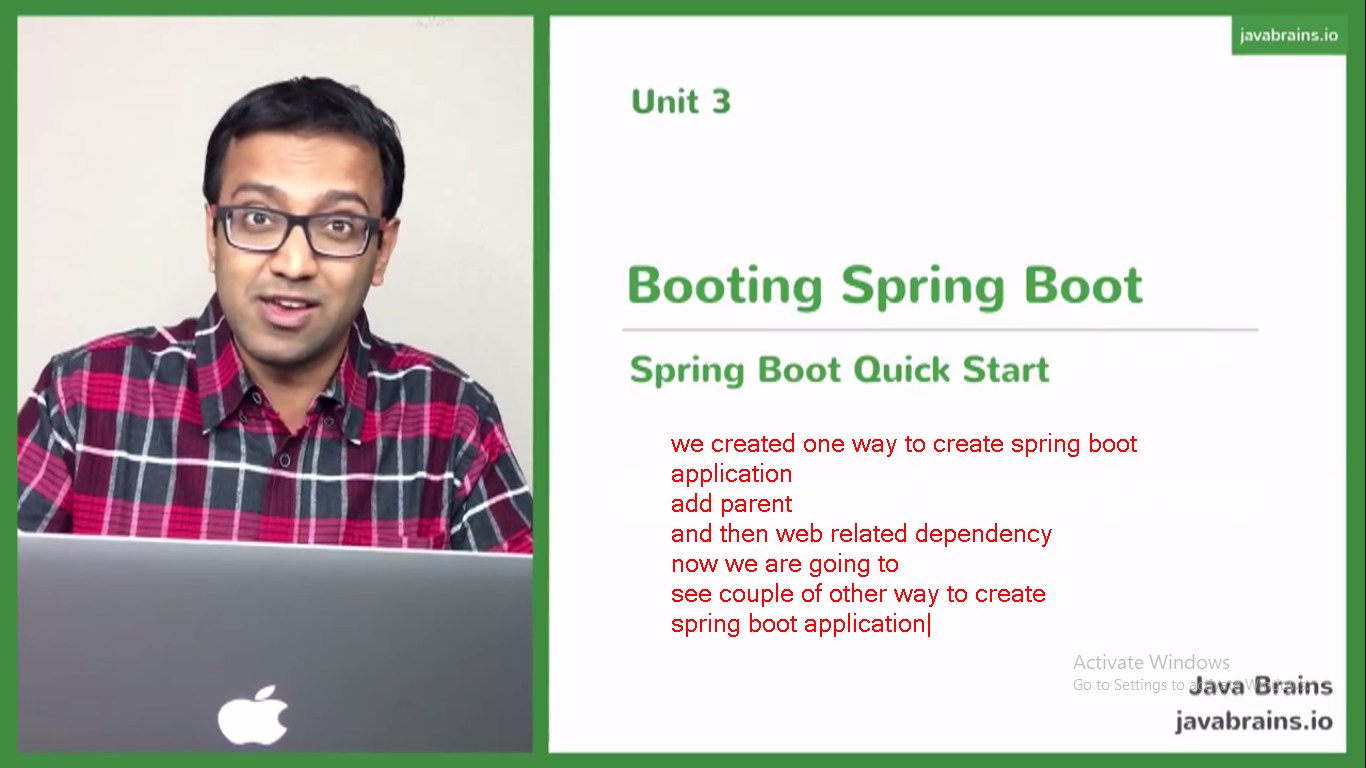 javabrains.io
Unit 3
Booting Spring Boot
Spring Boot Quick Start
we created one way to create spring boot
application
add parent
and then web related dependency
now we are going to
see couple of other way to create
spring boot application
Activate Windows
Go to Settings to activate Windows.
Java Brains
javabrains.io